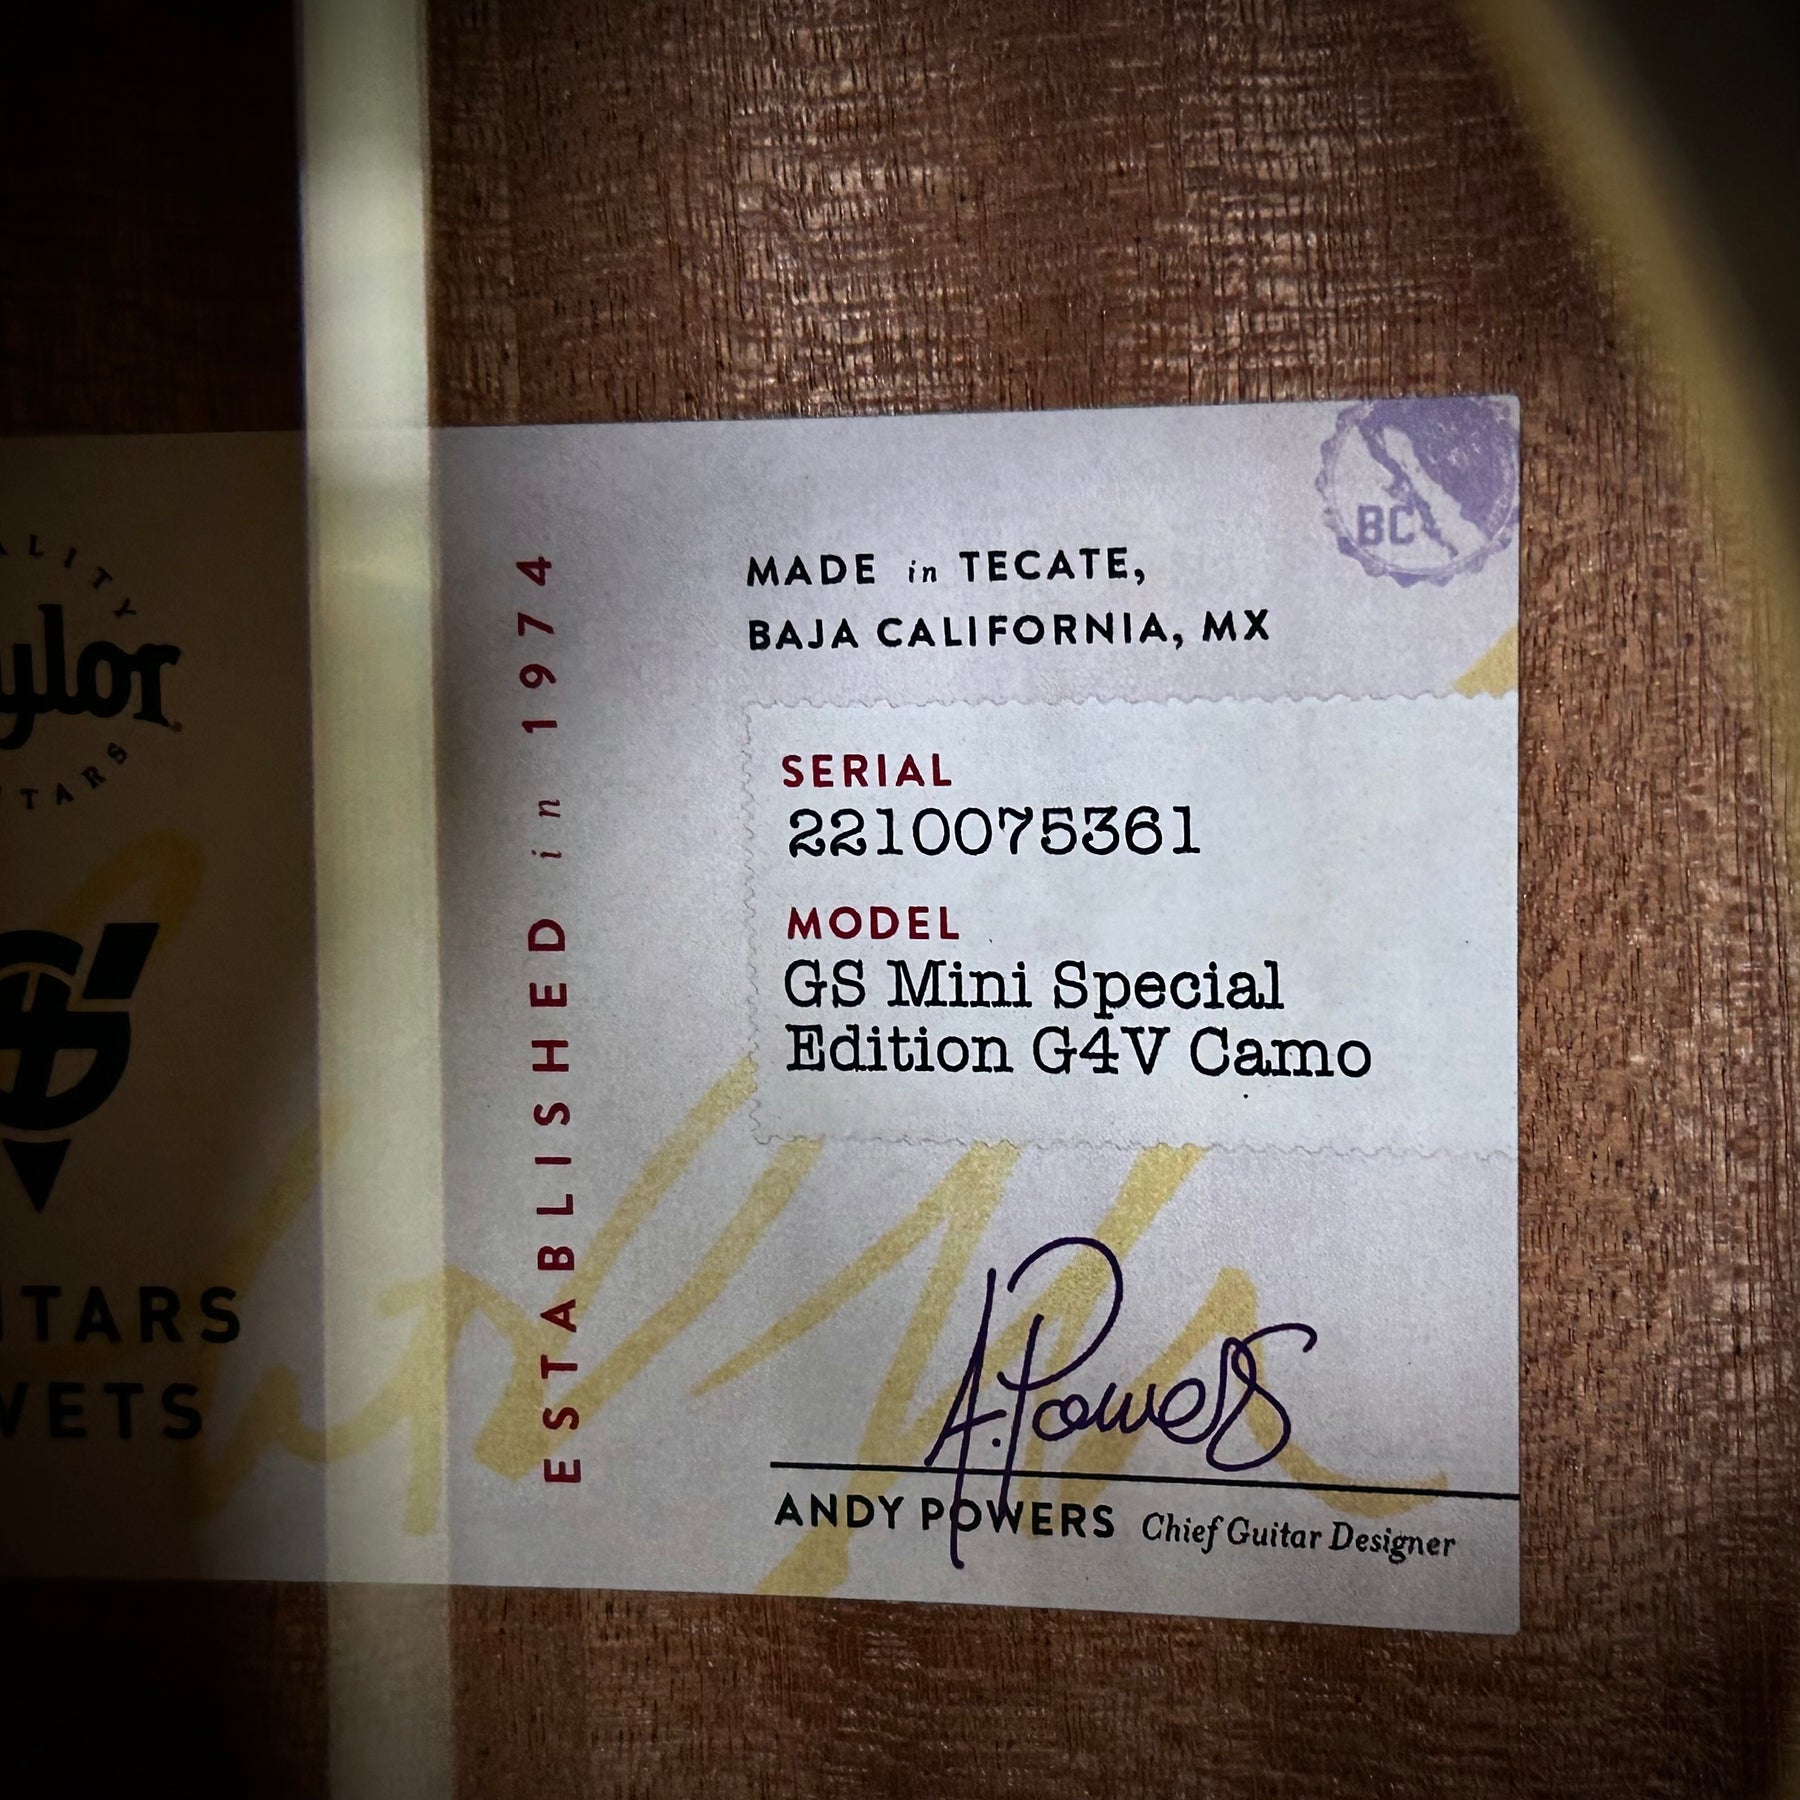 MADE in TECATE,
BAJA CALIFORNIA, MX
BC
ESTABLISHED in 1974
SERIAL
2210075361
MODEL
GS Mini Special
Edition G4V Camo
A. Powers
ANDY POWERS Chief Guitar Designer